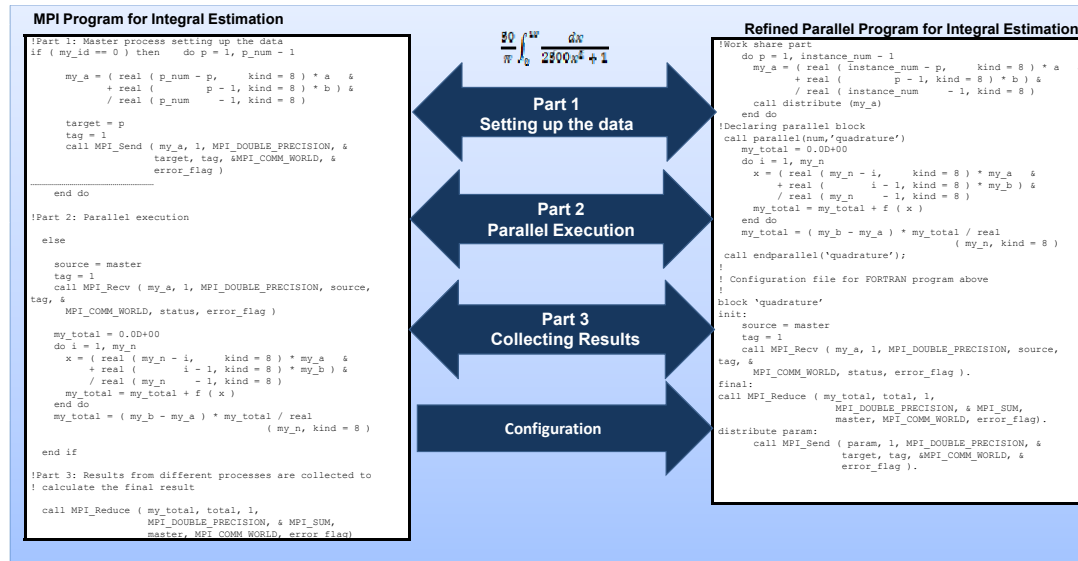 MPI Program for Integral Estimation
!Part 1: Master process setting up the data
if ( my_id == 0 ) then    do p = 1, p_num - 1
my_a = ( real ( p_num - p,     kind = 8 ) * a   &
+ real (         p - 1, kind = 8 ) * b ) &
/ real ( p_num    - 1, kind = 8 )
target = p
tag = 1
call MPI_Send ( my_a, 1, MPI_DOUBLE_PRECISION, &
target, tag, &MPI_COMM_WORLD, &
error_flag )
end do
!Part 2: Parallel execution
else
source = master
tag = 1
call MPI_Recv ( my_a, 1, MPI_DOUBLE_PRECISION, source,
tag, &
MPI_COMM_WORLD, status, error_flag )
my_total = 0.0D+00
do i = 1, my_n
x = ( real ( my_n - i,     kind = 8 ) * my_a   &
+ real (        i - 1, kind = 8 ) * my_b ) &
/ real ( my_n    - 1, kind = 8 )
my_total = my_total + f ( x )
end do
my_total = ( my_b - my_a ) * my_total / real
( my_n, kind = 8 )
end if
!Part 3: Results from different processes are collected to
! calculate the final result
call MPI_Reduce ( my_total, total, 1,
MPI_DOUBLE_PRECISION, & MPI_SUM,
master, MPI_COMM_WORLD, error_flag)
Part 1
Setting up the data
Part 2
Parallel Execution
Part 3
Collecting Results
Configuration
Refined Parallel Program for Integral Estimation
!Work share part
do p = 1, instance_num - 1
my_a = ( real ( instance_num - p,     kind = 8 ) * a
+ real (           p - 1, kind = 8 ) * b ) &
/ real ( instance_num    - 1, kind = 8 )
call distribute (my_a)
end do
!Declaring parallel block
call parallel(num,'quadrature')
my_total = 0.0D+00
do i = 1, my_n
x = ( real ( my_n - i,     kind = 8 ) * my_a   &
+ real (        i - 1, kind = 8 ) * my_b ) &
/ real ( my_n    - 1, kind = 8 )
my_total = my_total + f ( x )
end do
my_total = ( my_b - my_a ) * my_total / real
( my_n, kind = 8 )
call endparallel('quadrature');
!
! Configuration file for FORTRAN program above
!
block 'quadrature'
init:
source = master
tag = 1
call MPI_Recv ( my_a, 1, MPI_DOUBLE_PRECISION, source,
tag, &
MPI_COMM_WORLD, status, error_flag ).
final:
call MPI_Reduce ( my_total, total, 1,
MPI_DOUBLE_PRECISION, & MPI_SUM,
master, MPI_COMM_WORLD, error_flag).
distribute param:
call MPI_Send ( param, 1, MPI_DOUBLE_PRECISION, &
target, tag, &MPI_COMM_WORLD, &
error_flag ).